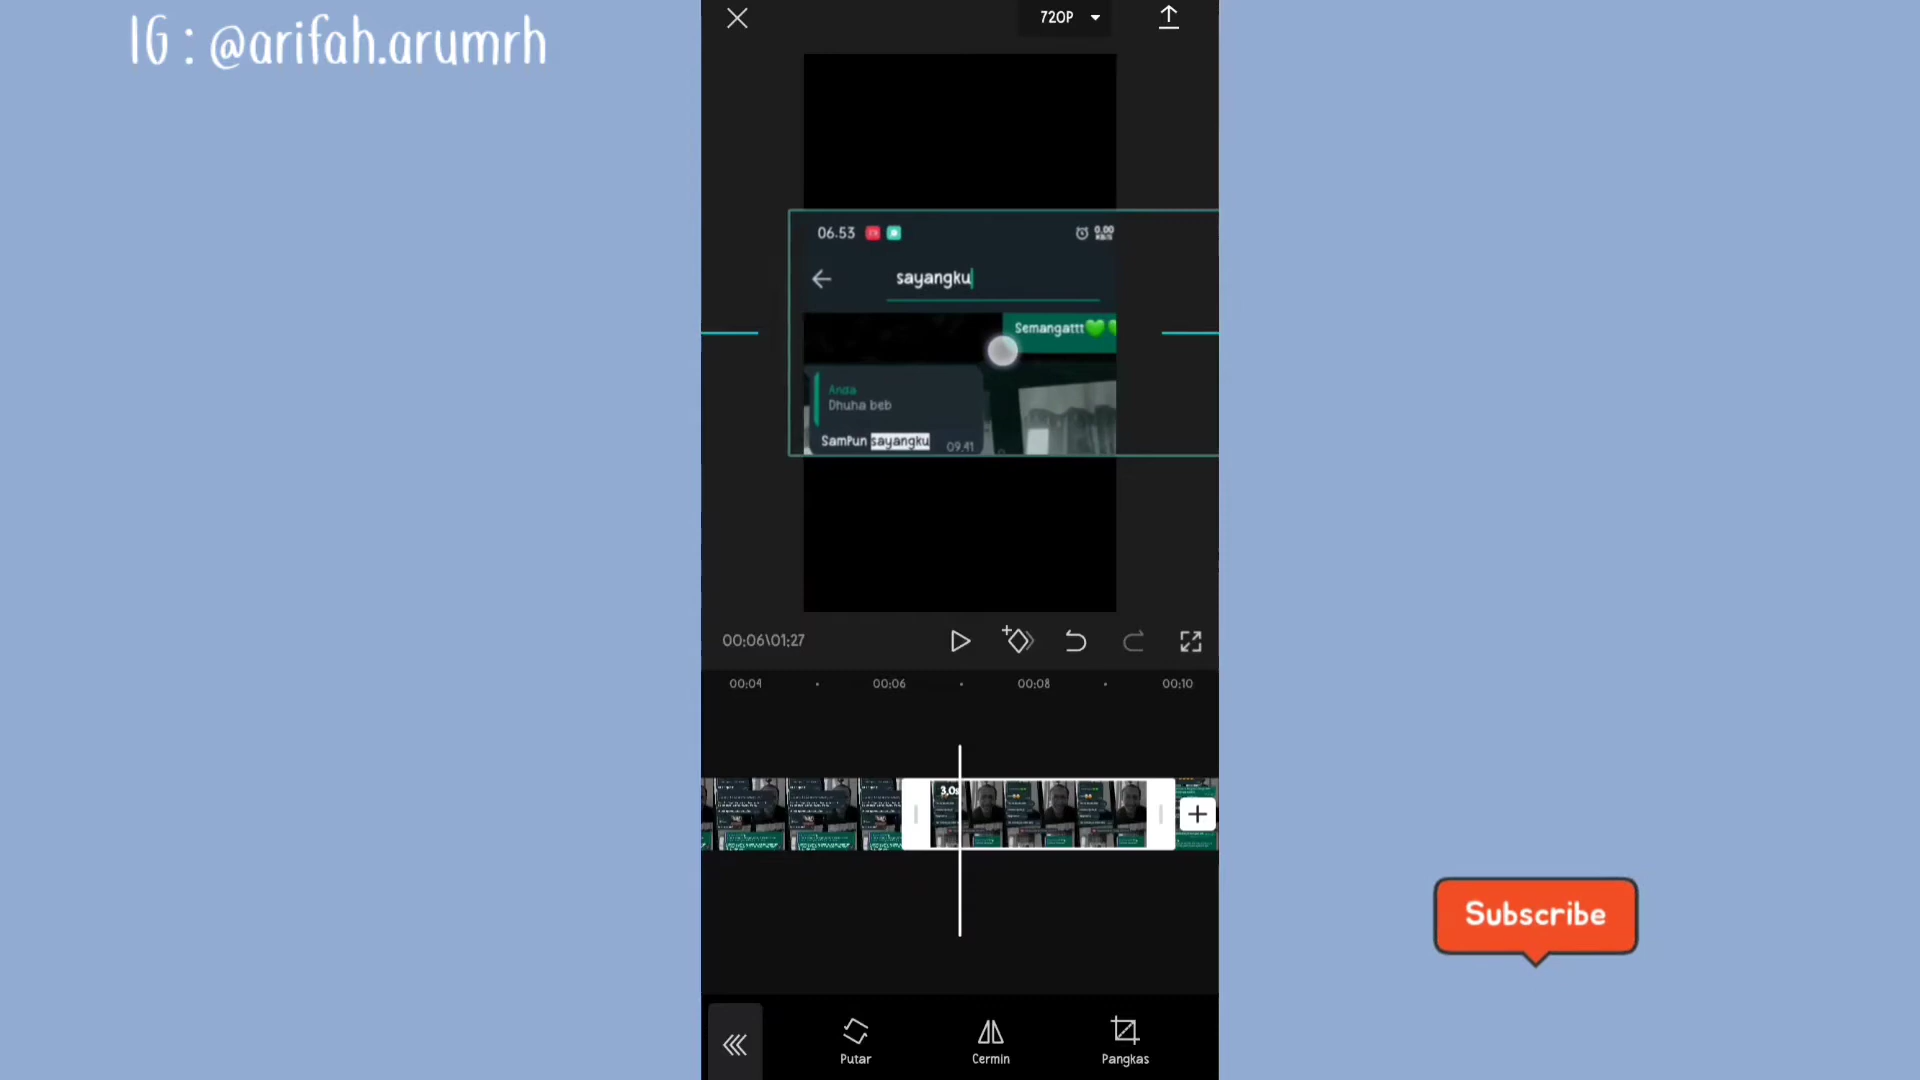 IG : @arifah.arumrh
720P
06.53
0.00
sayangku
Semangattt💚
Anda
Dhuha beb
SamPun sayangku
09.41
00:06\01:27
00:04
00:06
00:08
00:10
3,0s
Subscribe
Putar
Cermin
Pangkas